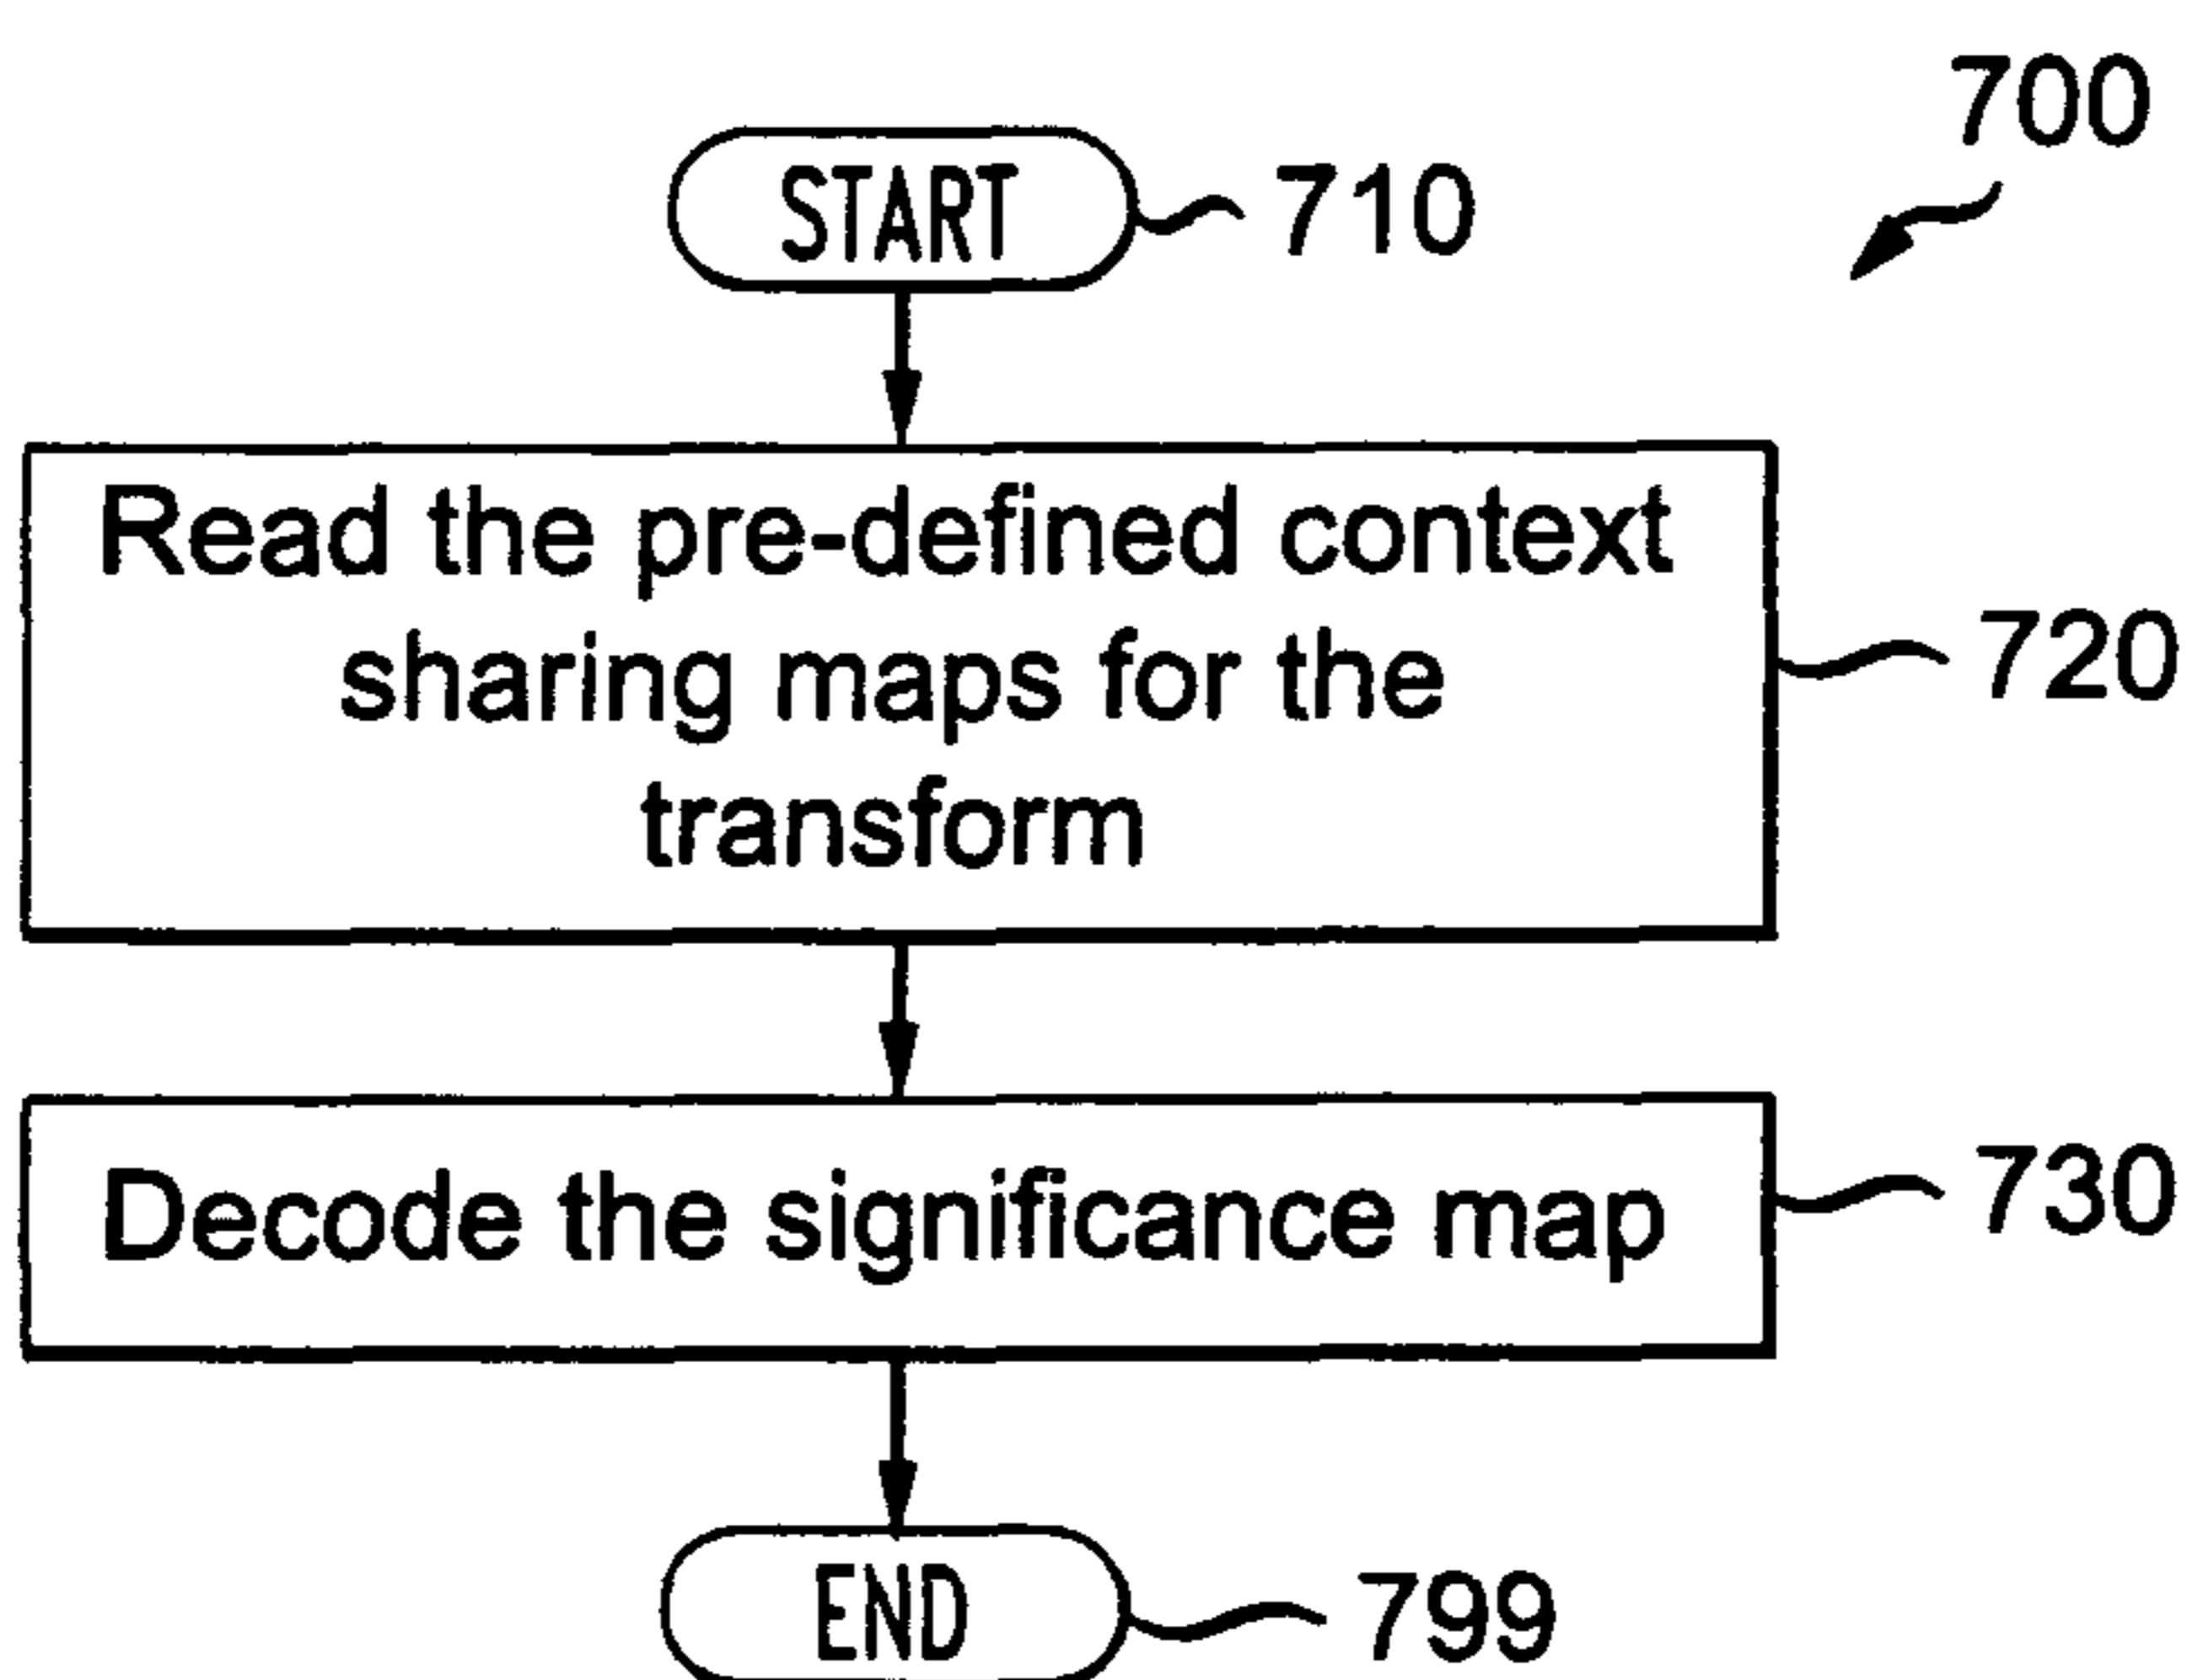 700
START
710
Read the pre-defined context
sharing maps for the
transform
720
Decode the significance map
730
END
799